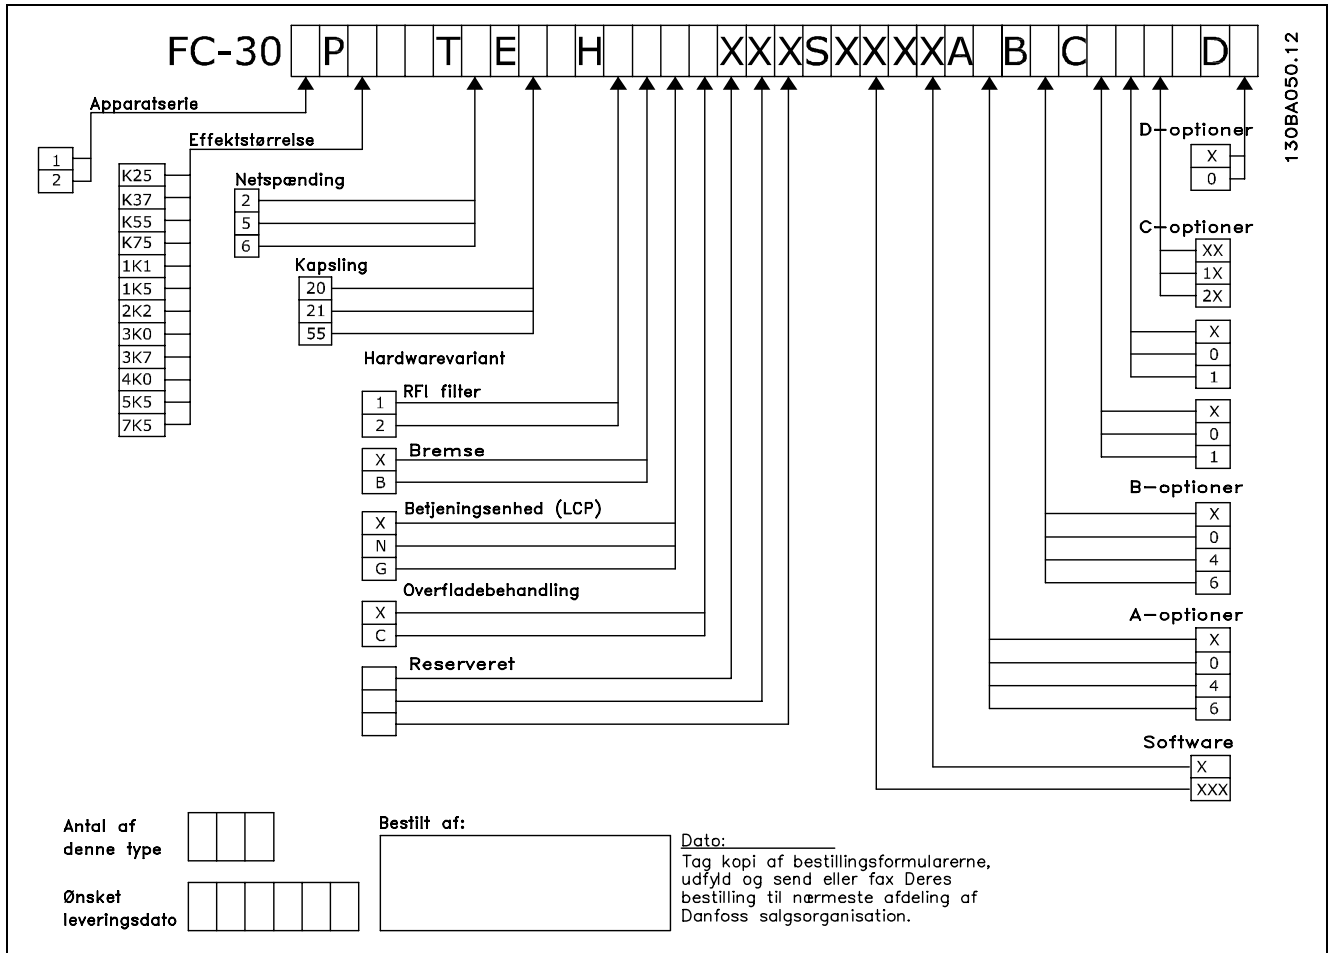 FC-30 P T E H XXXSXXXXA B C D
130BA050.12
Apparatserie
1
2
Effektstørrelse
K25
K37
K55
K75
1K1
1K5
2K2
3K0
3K7
4K0
5K5
7K5
Netspænding
2
5
6
Kapsling
20
21
55
Hardwarevariant
RFI filter
1
2
Bremse
X
B
Betjeningsenhed (LCP)
X
N
G
Overfladebehandling
X
C
Reserveret
D-optioner
X
0
C-optioner
XX
1X
2X
X
0
1
X
0
1
B-optioner
X
0
4
6
A-optioner
X
0
4
6
Software
X
XXX
Antal af
denne type
Ønsket
leveringsdato
Bestilt af:
Dato:
Tag kopi af bestillingsformularerne,
udfyld og send eller fax Deres
bestilling til nærmeste afdeling af
Danfoss salgsorganisation.